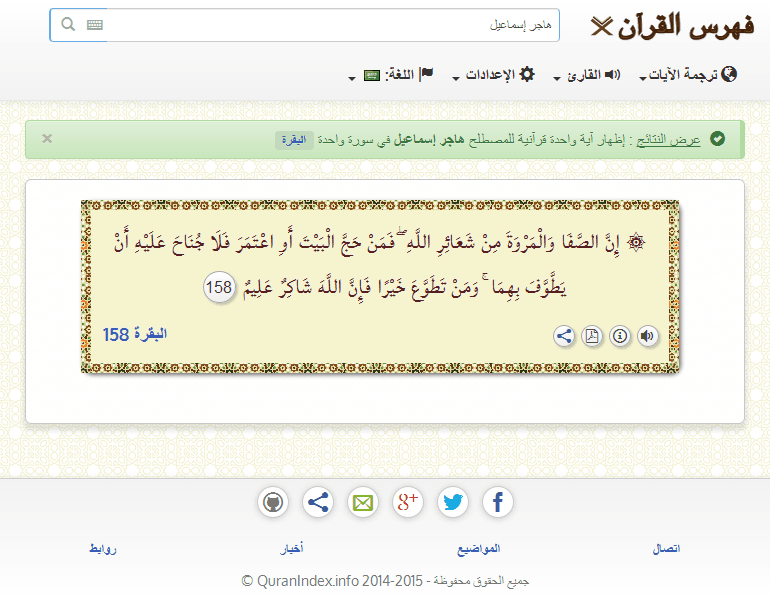 فهرس القرآن
هاجر إسماعيل
ترجمة الآيات
القارئ
الإعدادات
اللغة:
عرض النتائج : إظهار آية واحدة قرآنية للمصطلح هاجر إسماعيل في سورة واحدة البقرة
×
۞ إِنَّ الصَّفَا وَالْمَرْوَةَ مِنْ شَعَائِرِ اللَّهِ ۖ فَمَنْ حَجَّ الْبَيْتَ أَوِ اعْتَمَرَ فَلَا جُنَاحَ عَلَيْهِ أَنْ
يَطَّوَّفَ بِهِمَا ۚ وَمَنْ تَطَوَّعَ خَيْرًا فَإِنَّ اللَّهَ شَاكِرٌ عَلِيمٌ 158
البقرة 158
اتصال
المواضيع
أخبار
روابط
جميع الحقوق محفوظة - QuranIndex.info 2014-2015 ©